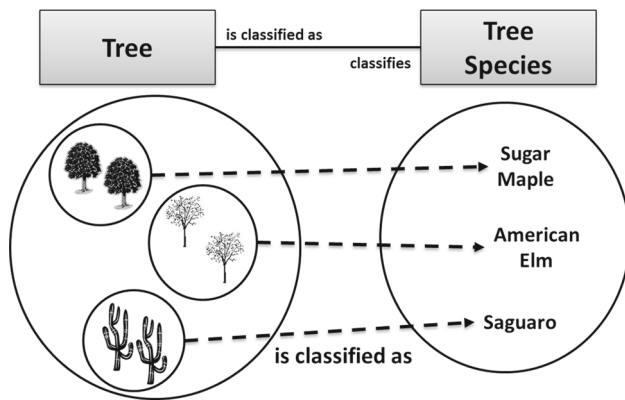 Tree
is classified as
classifies
Tree
Species
Sugar
Maple
American
Elm
Saguaro
is classified as